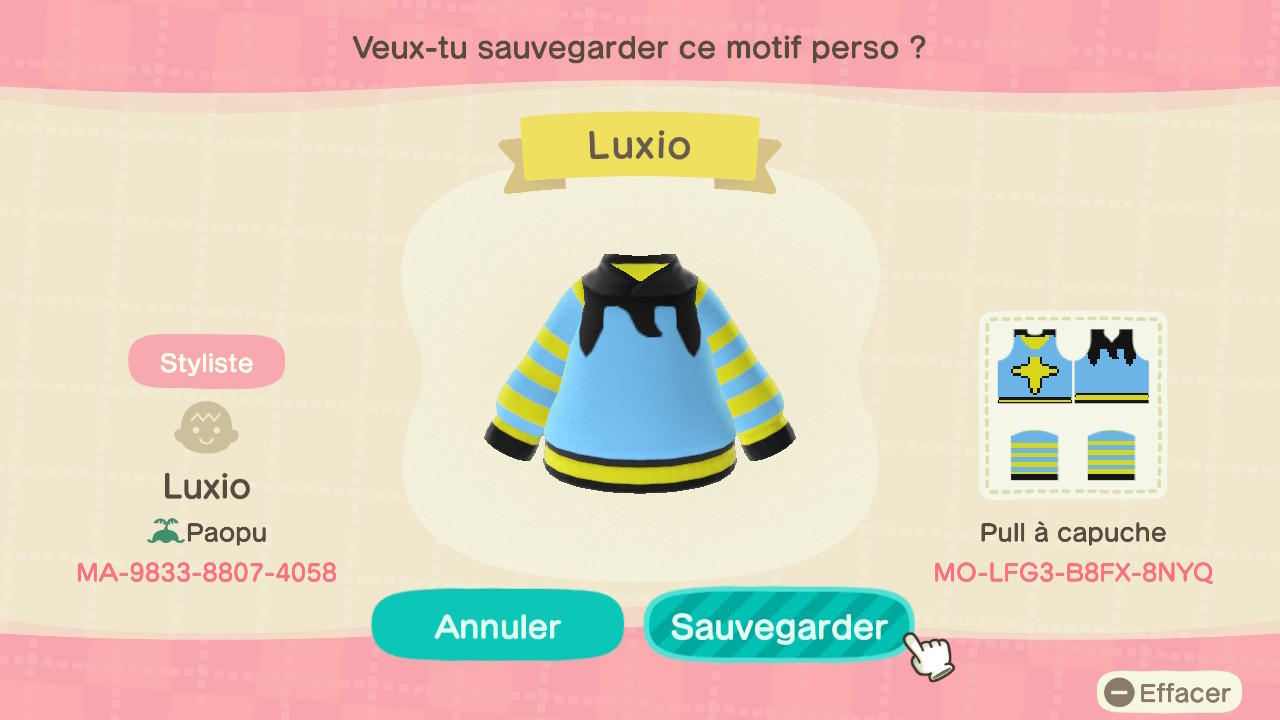 Veux-tu sauvegarder ce motif perso ?
Luxio
Styliste
Luxio
Paopu
MA-9833-8807-4058
Pull à capuche
MO-LFG3-B8FX-8NYQ
Annuler
Sauvegarder
Effacer